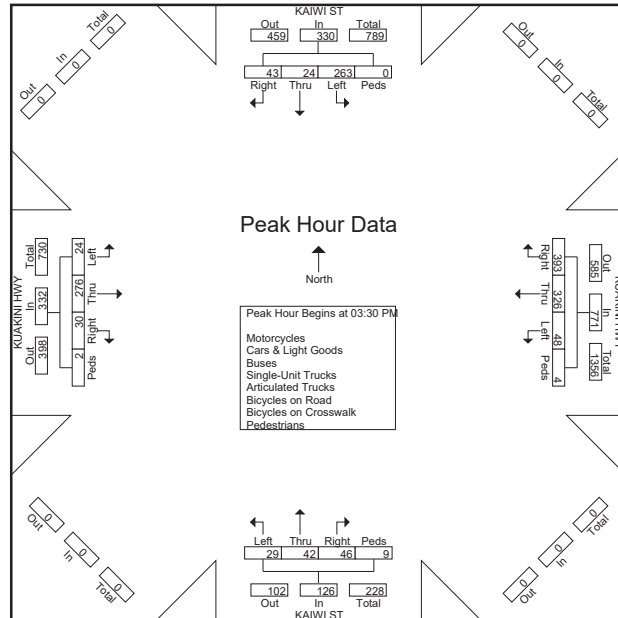 KAIWI ST
Out In Total
459 330 789
43 24 263 0
Right Thru Left Peds
Out In Total
0 0 0
Out In Total
0 0 0
Peak Hour Data
North
Peak Hour Begins at 03:30 PM
Motorcycles
Cars & Light Goods
Buses
Single-Unit Trucks
Articulated Trucks
Bicycles on Road
Bicycles on Crosswalk
Pedestrians
KUAKINI HWY
Out In Total
398 332 730
Peds Right Thru Left
2 30 276 24
Right Thru Left Peds
393 326 48 4
Out In Total
585 771 1356
Left Thru Right Peds
29 42 46 9
102 126 228
Out In Total
KAIWI ST
0 0 0
Out In Total
0 0 0
Out In Total